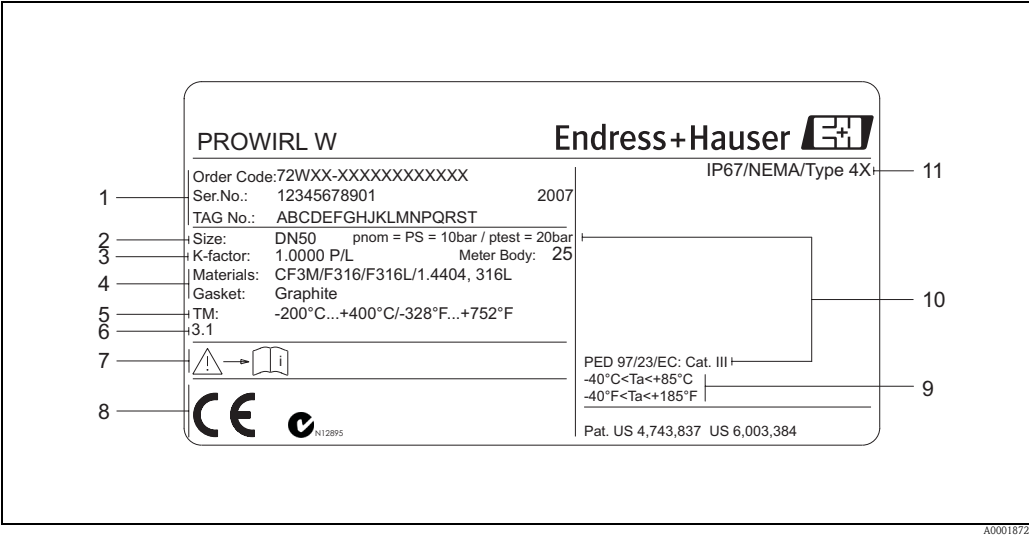 PROWIRL W
Endress+Hauser
IP67/NEMA/Type 4X 11
1 Order Code:72WXX-XXXXXXXXXXXX
Ser.No.: 12345678901 2007
TAG No.: ABCDEFGHJKLMNPQRST
2 Size: DN50 pnom = PS = 10bar / ptest = 20bar
3 K-factor: 1.0000 P/L Meter Body: 25
4 Materials: CF3M/F316/F316L/1.4404, 316L
Gasket: Graphite
10
5 TM: -200°C...+400°C/-328°F...+752°F
6 3.1
7 i
PED 97/23/EC: Cat. III
-40°C<Ta<+85°C
-40°F<Ta<+185°F
9
8 CE N12895
Pat. US 4,743,837 US 6,003,384
A0001872